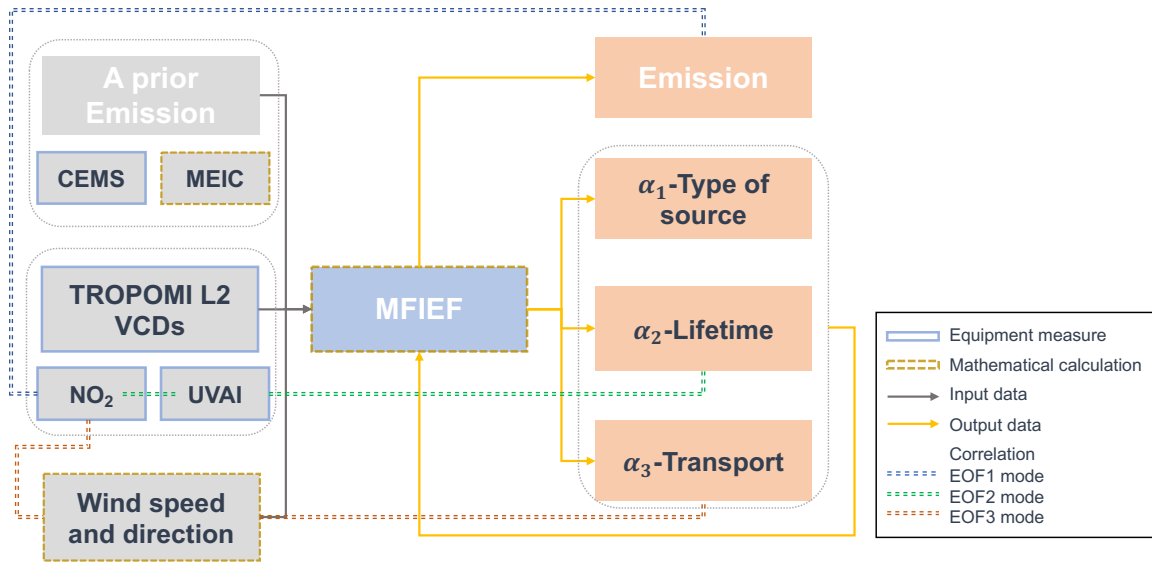 A prior
Emission
CEMS
MEIC
TROPOMI L2
VCDs
NO₂
UVAI
Wind speed
and direction
MFIEF
Emission
α₁-Type of
source
α₂-Lifetime
α₃-Transport
Equipment measure
Mathematical calculation
Input data
Output data
Correlation
EOF1 mode
EOF2 mode
EOF3 mode